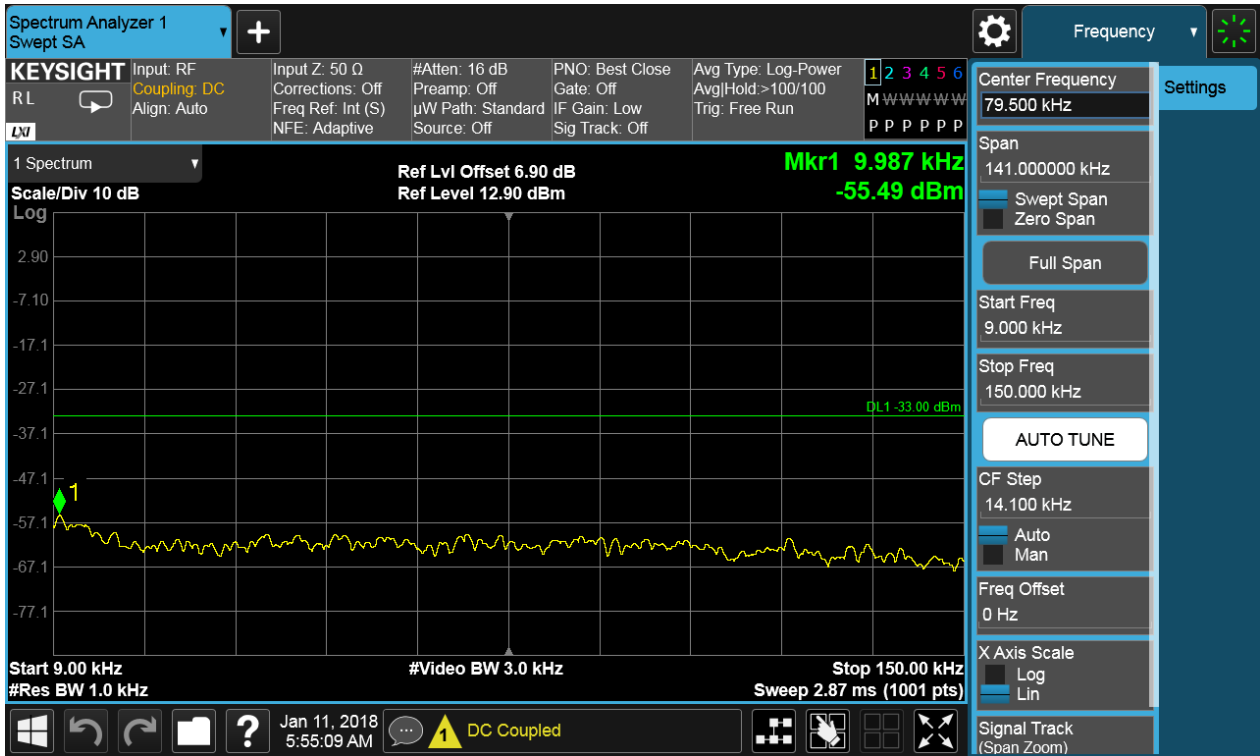 Spectrum Analyzer 1
Swept SA
Frequency
KEYSIGHT
RL
LXI
Input: RF
Coupling: DC
Align: Auto
Input Z: 50 Ω
Corrections: Off
Freq Ref: Int (S)
NFE: Adaptive
#Atten: 16 dB
Preamp: Off
µW Path: Standard
Source: Off
PNO: Best Close
Gate: Off
IF Gain: Low
Sig Track: Off
Avg Type: Log-Power
Avg|Hold:>100/100
Trig: Free Run
1 2 3 4 5 6
M W W W W W
P P P P P P
1 Spectrum
Scale/Div 10 dB
Ref Lvl Offset 6.90 dB
Ref Level 12.90 dBm
Mkr1 9.987 kHz
-55.49 dBm
Log
2.90
-7.10
-17.1
-27.1
DL1 -33.00 dBm
-37.1
-47.1
1
-57.1
-67.1
-77.1
Start 9.00 kHz
#Video BW 3.0 kHz
Stop 150.00 kHz
#Res BW 1.0 kHz
Sweep 2.87 ms (1001 pts)
Center Frequency
79.500 kHz
Span
141.000000 kHz
Swept Span
Zero Span
Full Span
Start Freq
9.000 kHz
Stop Freq
150.000 kHz
AUTO TUNE
CF Step
14.100 kHz
Auto
Man
Freq Offset
0 Hz
X Axis Scale
Log
Lin
Signal Track
(Span Zoom)
Settings
?
Jan 11, 2018
5:55:09 AM
1
DC Coupled